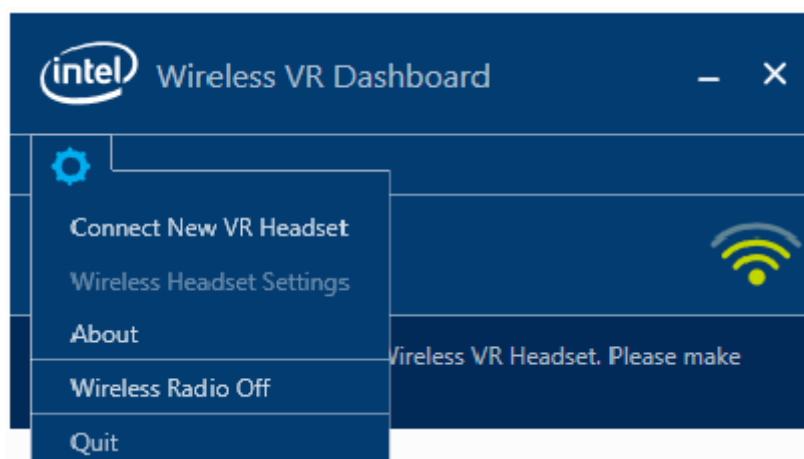 intel Wireless VR Dashboard
Connect New VR Headset
Wireless Headset Settings
About
Wireless VR Headset. Please make
Wireless Radio Off
Quit